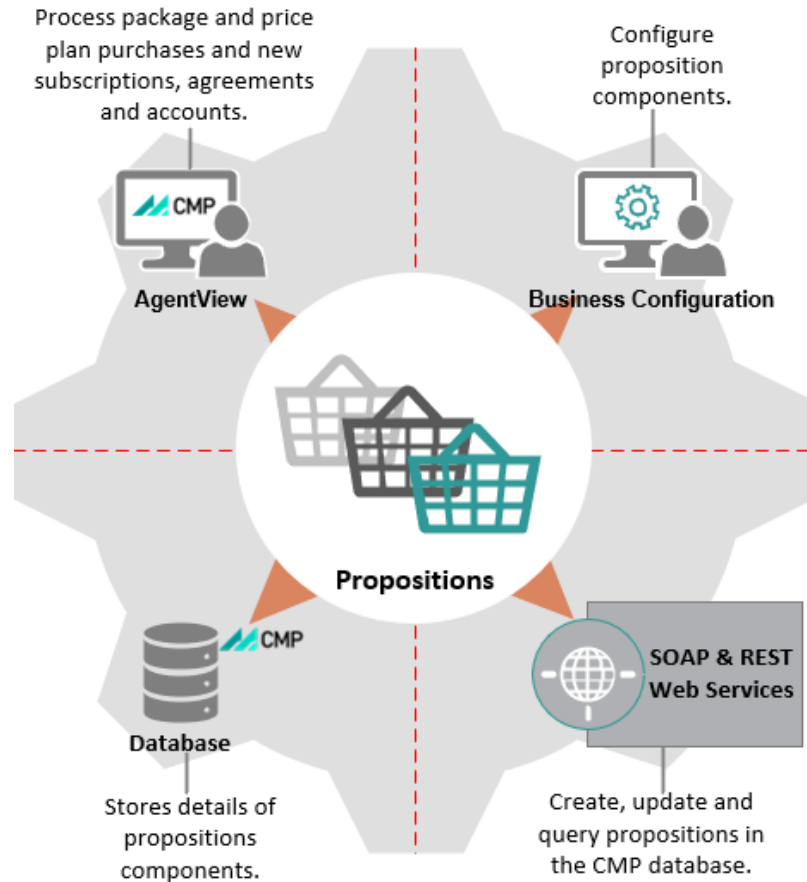 Process package and price
plan purchases and new
subscriptions, agreements
and accounts.
Configure
proposition
components.
CMP
AgentView
Business Configuration
Propositions
CMP
Database
SOAP & REST
Web Services
Stores details of
propositions
components.
Create, update and
query propositions in
the CMP database.